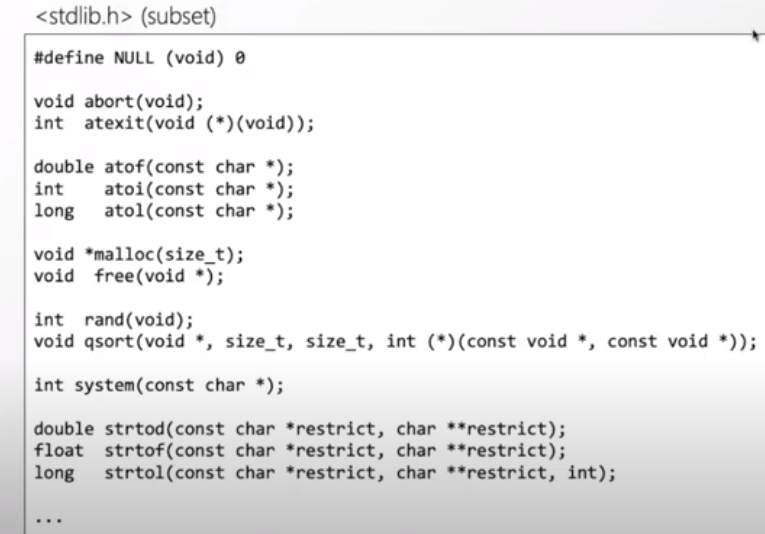 <stdlib.h> (subset)
#define NULL (void) 0
void abort(void);
int  atexit(void (*)(void));
double atof(const char *);
int    atoi(const char *);
long   atol(const char *);
void *malloc(size_t);
void  free(void *);
int  rand(void);
void qsort(void *, size_t, size_t, int (*)(const void *, const void *));
int system(const char *);
double strtod(const char *restrict, char **restrict);
float  strtof(const char *restrict, char **restrict);
long   strtol(const char *restrict, char **restrict, int);
...